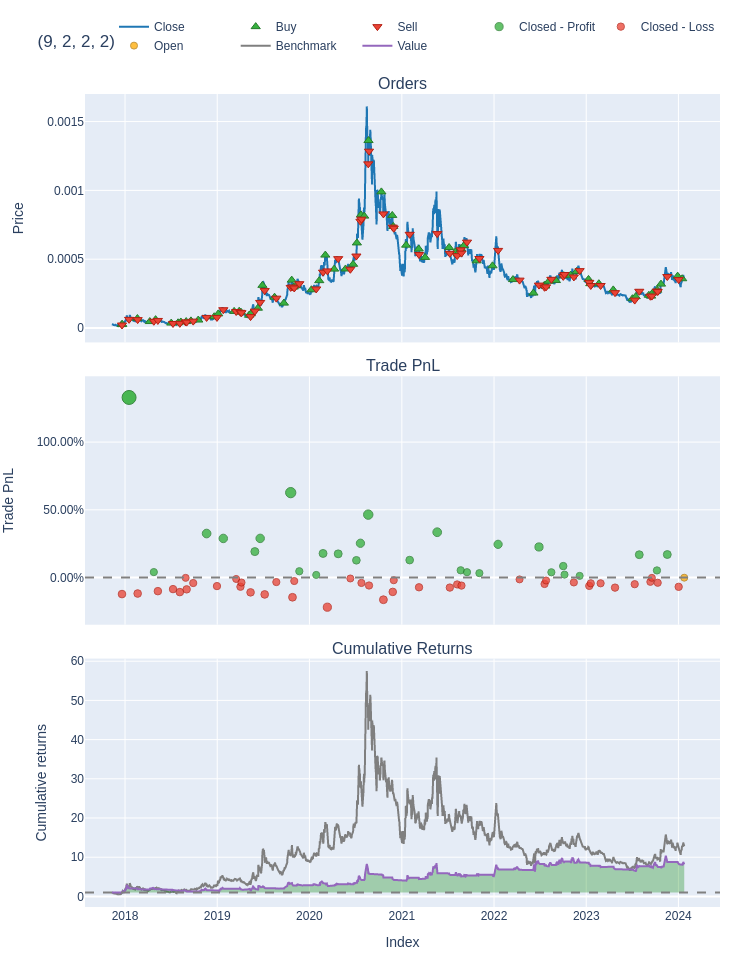 (9, 2, 2, 2)
Close Buy Sell Closed - Profit Closed - Loss
Open Benchmark Value
Orders
0.0015
0.001
0.0005
0
Price
Trade PnL
100.00%
50.00%
0.00%
Trade PnL
Cumulative Returns
60
50
40
30
20
10
0
Cumulative returns
2018 2019 2020 2021 2022 2023 2024
Index